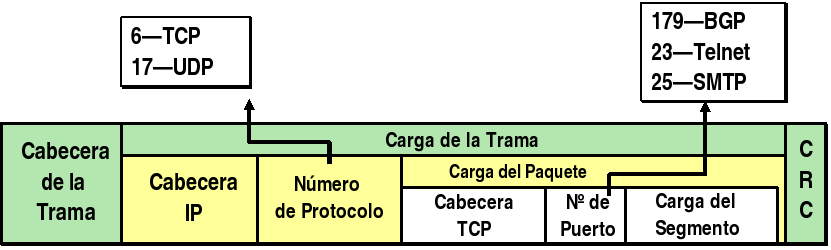 6—TCP
17—UDP
179—BGP
23—Telnet
25—SMTP
Cabecera
de la
Trama
Carga de la Trama
Cabecera
IP
Número
de Protocolo
Carga del Paquete
Cabecera
TCP
Nº de
Puerto
Carga del
Segmento
C
R
C